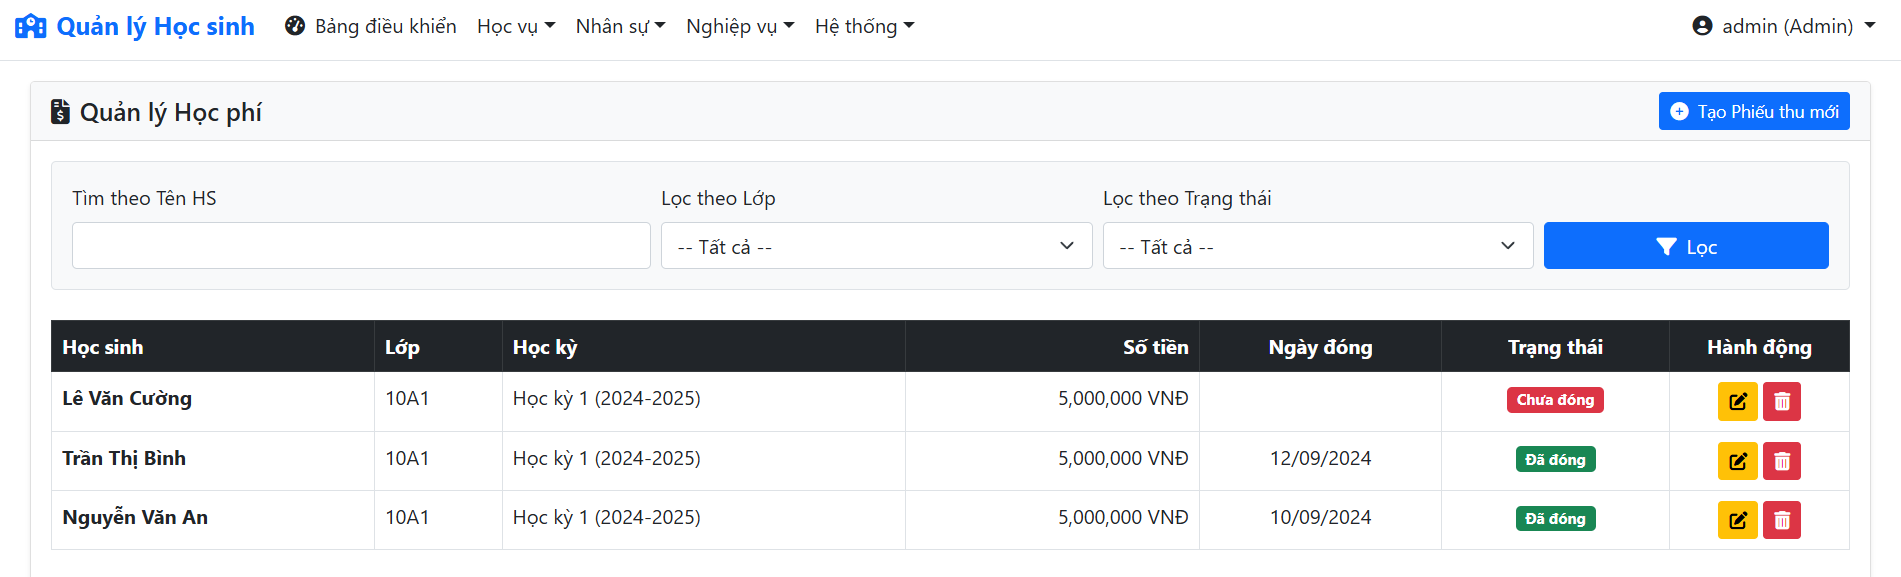 Quản lý Học sinh Bảng điều khiển Học vụ Nhân sự Nghiệp vụ Hệ thống admin (Admin)
Quản lý Học phí Tạo Phiếu thu mới
Tìm theo Tên HS Lọc theo Lớp Lọc theo Trạng thái
-- Tất cả -- -- Tất cả -- Lọc
Học sinh Lớp Học kỳ Số tiền Ngày đóng Trạng thái Hành động
Lê Văn Cường 10A1 Học kỳ 1 (2024-2025) 5,000,000 VNĐ Chưa đóng
Trần Thị Bình 10A1 Học kỳ 1 (2024-2025) 5,000,000 VNĐ 12/09/2024 Đã đóng
Nguyễn Văn An 10A1 Học kỳ 1 (2024-2025) 5,000,000 VNĐ 10/09/2024 Đã đóng